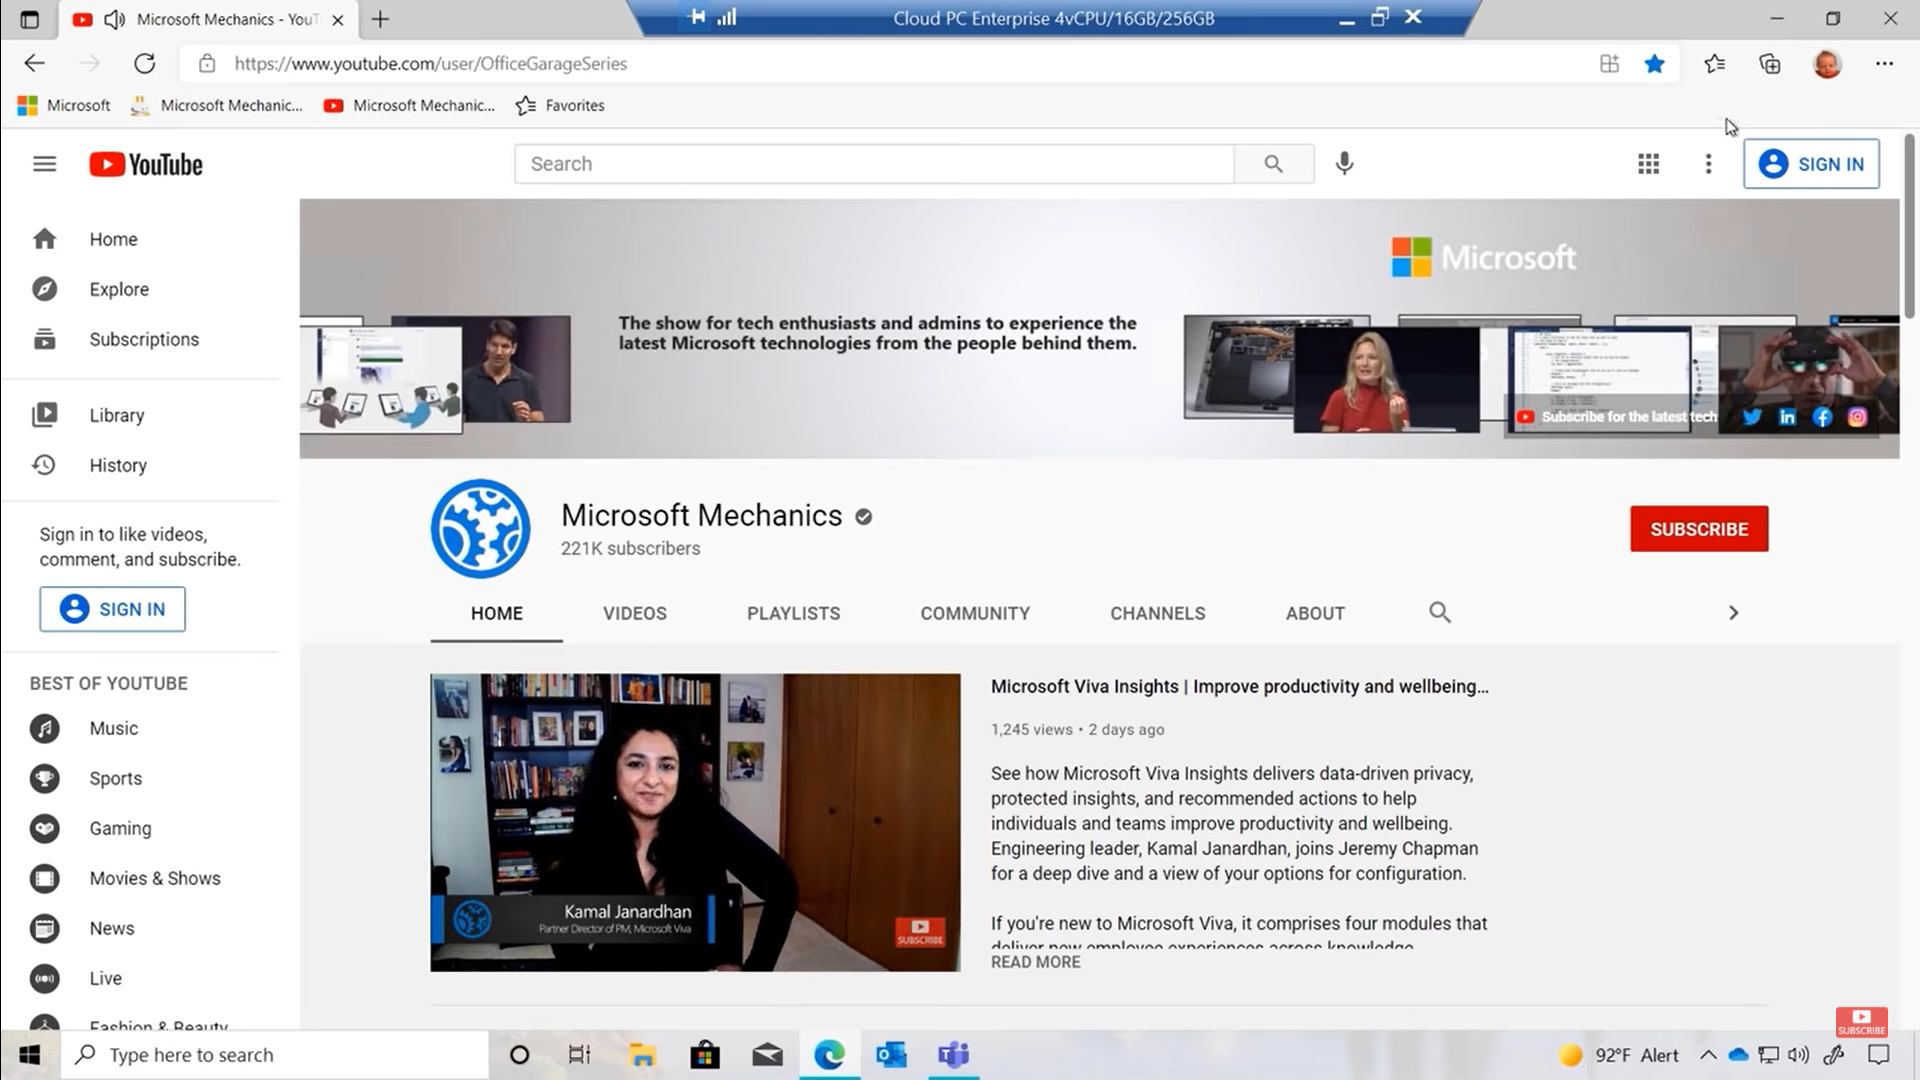 Microsoft Mechanics - YouT
Cloud PC Enterprise 4vCPU/16GB/256GB
https://www.youtube.com/user/OfficeGarageSeries
Microsoft
Microsoft Mechanic...
Microsoft Mechanic...
Favorites
YouTube
Search
SIGN IN
Home
Explore
Subscriptions
Library
History
Sign in to like videos,
comment, and subscribe.
SIGN IN
BEST OF YOUTUBE
Music
Sports
Gaming
Movies & Shows
News
Live
Fashion & Beauty
Microsoft
The show for tech enthusiasts and admins to experience the
latest Microsoft technologies from the people behind them.
Subscribe for the latest tech
Microsoft Mechanics
221K subscribers
SUBSCRIBE
HOME
VIDEOS
PLAYLISTS
COMMUNITY
CHANNELS
ABOUT
Kamal Janardhan
Partner Director of PM, Microsoft Viva
SUBSCRIBE
Microsoft Viva Insights | Improve productivity and wellbeing...
1,245 views • 2 days ago
See how Microsoft Viva Insights delivers data-driven privacy,
protected insights, and recommended actions to help
individuals and teams improve productivity and wellbeing.
Engineering leader, Kamal Janardhan, joins Jeremy Chapman
for a deep dive and a view of your options for configuration.
If you're new to Microsoft Viva, it comprises four modules that
deliver new employee experiences across knowledge
READ MORE
SUBSCRIBE
Type here to search
92°F Alert